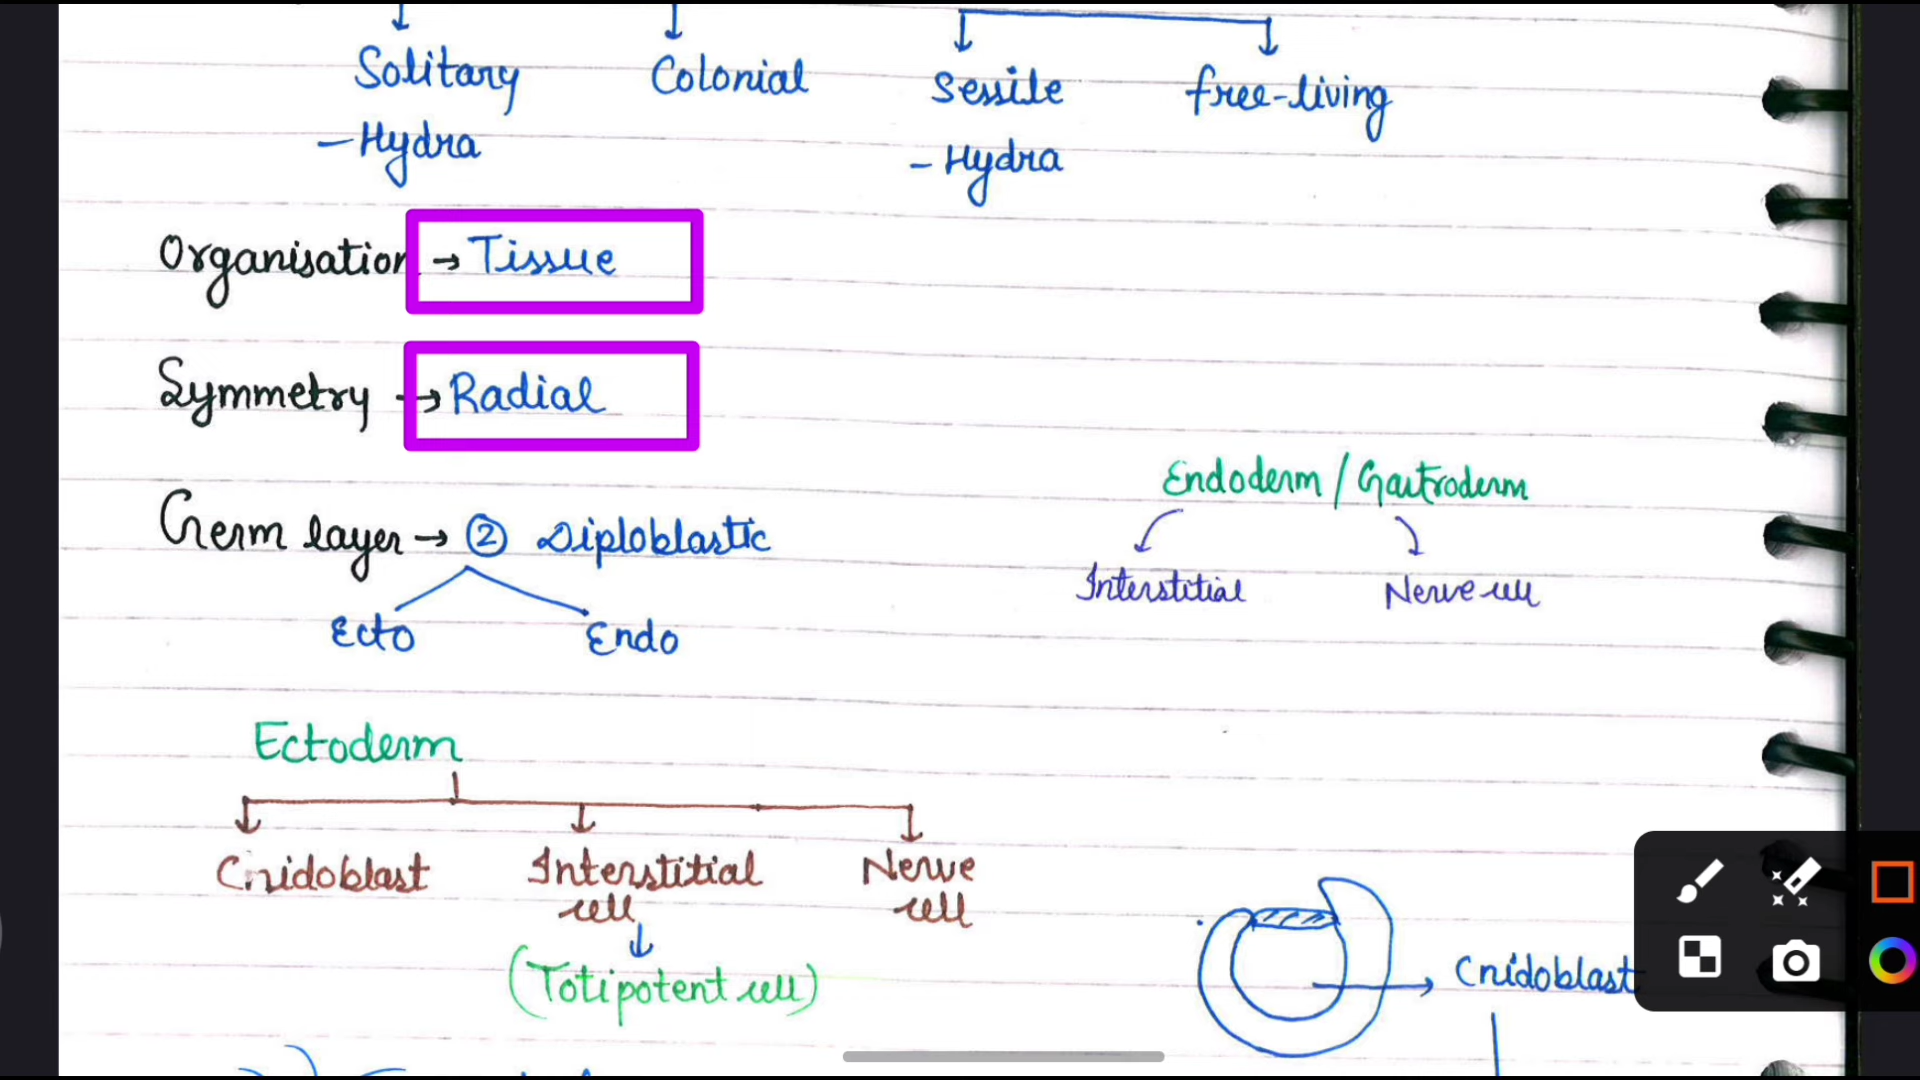 Solitary Colonial Sessile free-living
- Hydra - Hydra
Organisation → Tissue
Symmetry → Radial
Endoderm / Gastroderm
Germ layer → ② Diploblastic
Interstitial Nerve cell
Ecto Endo
Ectoderm
Cnidoblast Interstitial cell Nerve cell
(Totipotent cell)
Cnidoblast